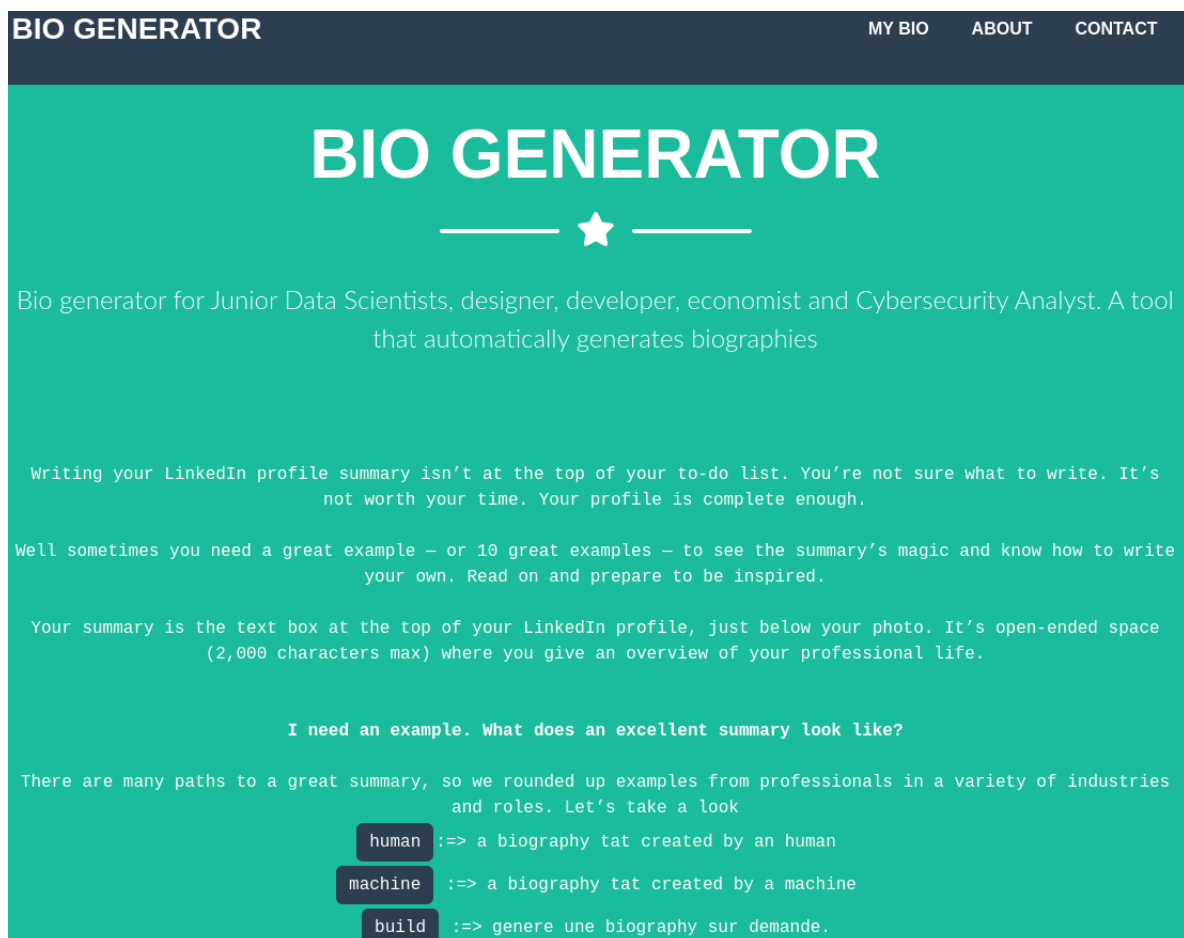 BIO GENERATOR
MY BIO ABOUT CONTACT
BIO GENERATOR
Bio generator for Junior Data Scientists, designer, developer, economist and Cybersecurity Analyst. A tool
that automatically generates biographies
Writing your LinkedIn profile summary isn’t at the top of your to-do list. You’re not sure what to write. It’s
not worth your time. Your profile is complete enough.
Well sometimes you need a great example — or 10 great examples — to see the summary’s magic and know how to write
your own. Read on and prepare to be inspired.
Your summary is the text box at the top of your LinkedIn profile, just below your photo. It’s open-ended space
(2,000 characters max) where you give an overview of your professional life.
I need an example. What does an excellent summary look like?
There are many paths to a great summary, so we rounded up examples from professionals in a variety of industries
and roles. Let’s take a look
human :=> a biography tat created by an human
machine :=> a biography tat created by a machine
build :=> genere une biography sur demande.